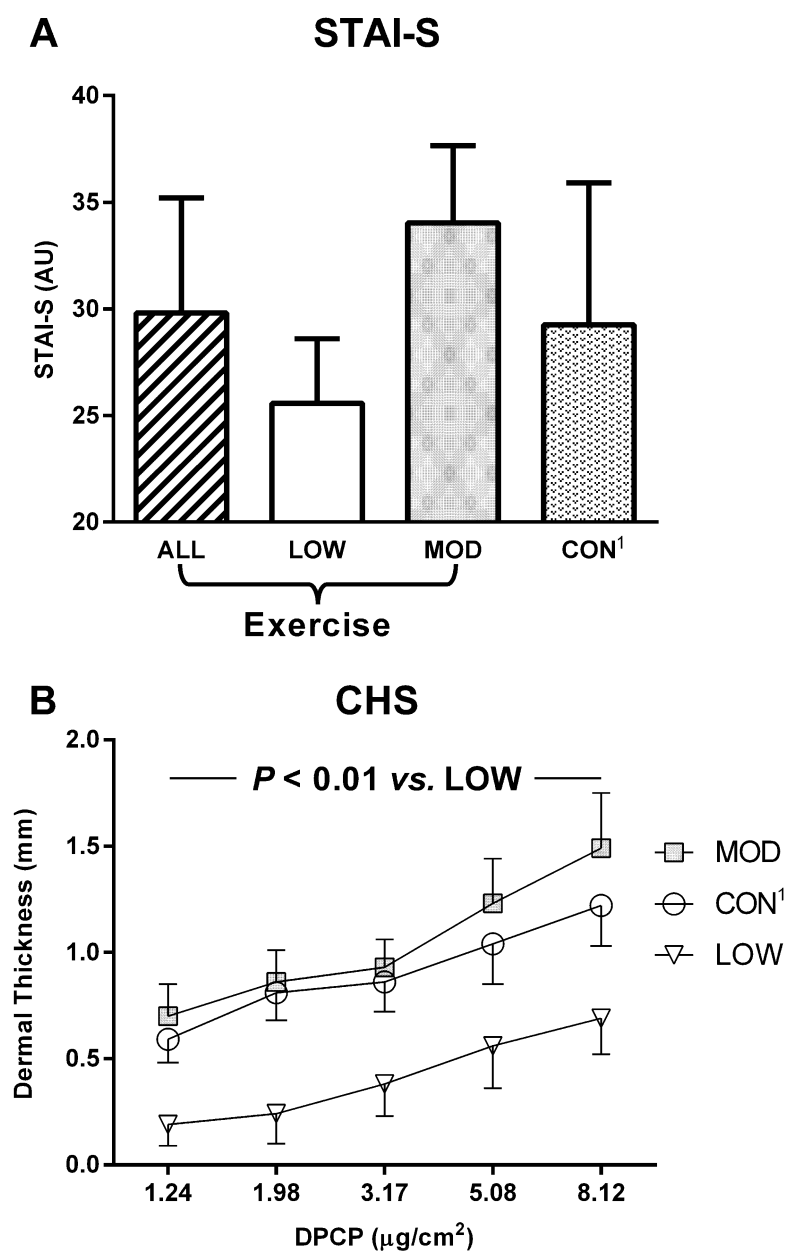 A
STAI-S
40
35
30
25
20
STAI-S (AU)
ALL LOW MOD CON¹
Exercise
B
CHS
2.0
1.5
1.0
0.5
0.0
Dermal Thickness (mm)
P < 0.01 vs. LOW
MOD
CON¹
LOW
1.24 1.98 3.17 5.08 8.12
DPCP (μg/cm²)